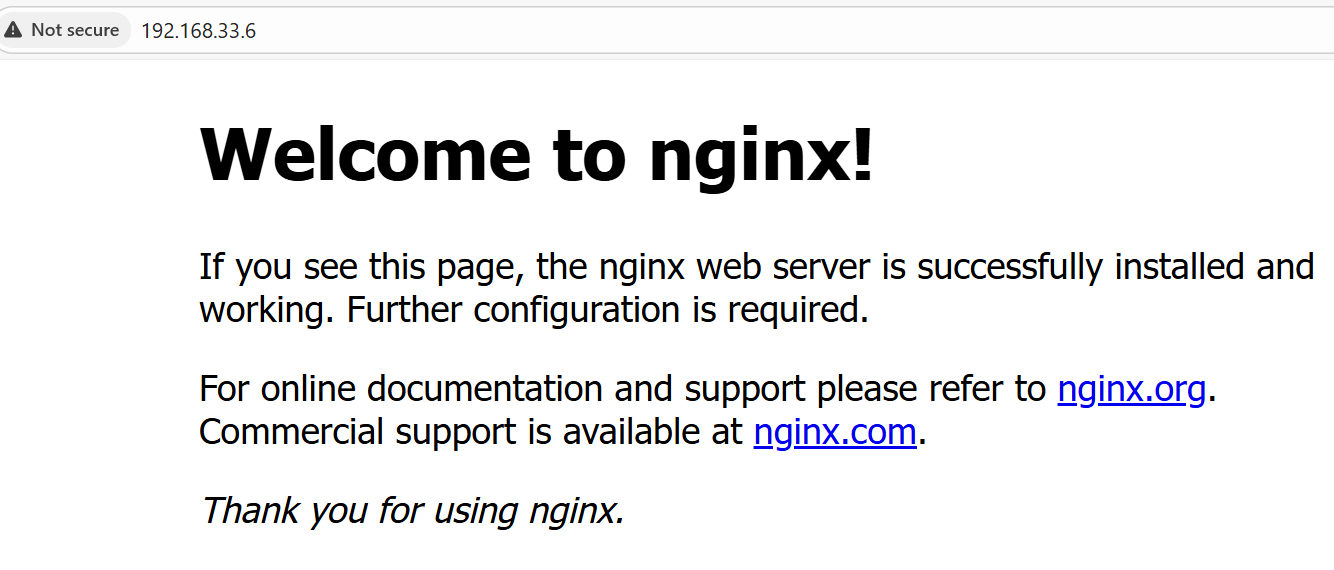 Not secure 192.168.33.6
Welcome to nginx!
If you see this page, the nginx web server is successfully installed and
working. Further configuration is required.
For online documentation and support please refer to nginx.org.
Commercial support is available at nginx.com.
Thank you for using nginx.